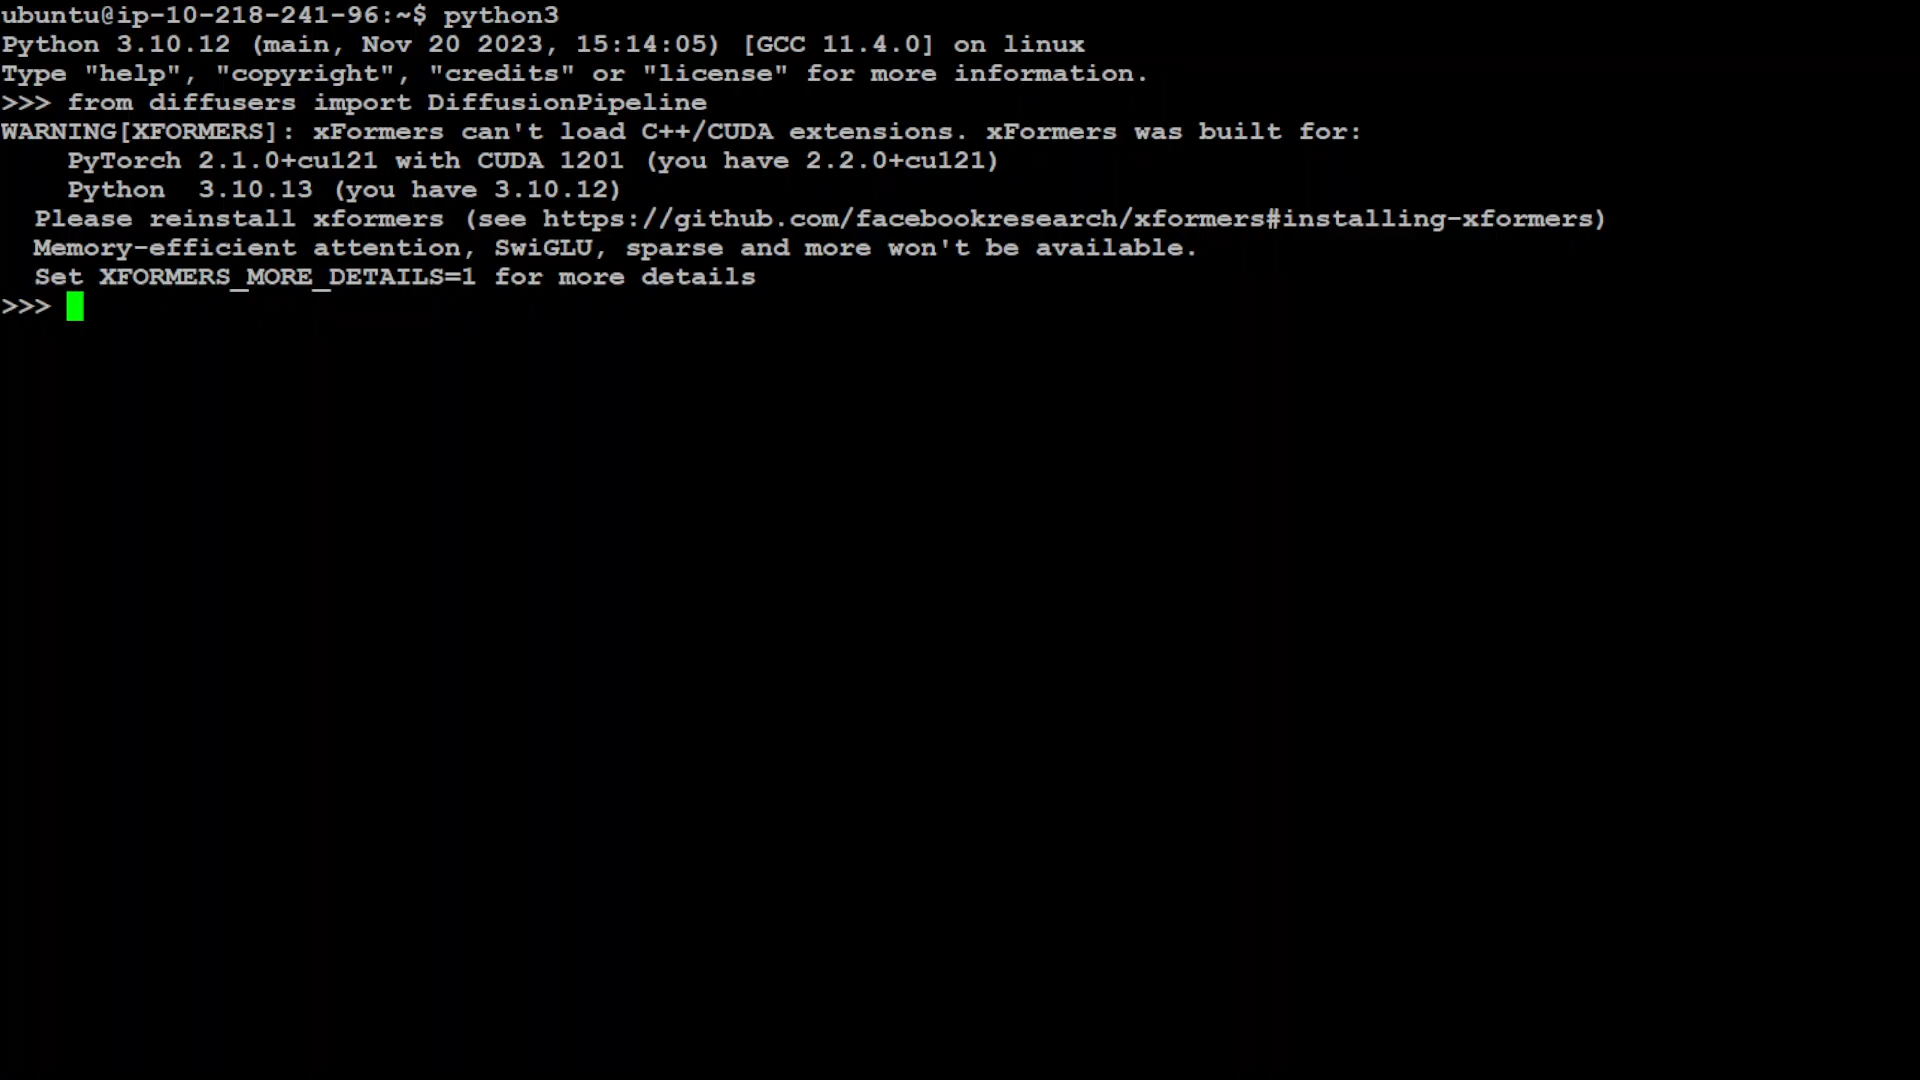 ubuntu@ip-10-218-241-96:~$ python3
Python 3.10.12 (main, Nov 20 2023, 15:14:05) [GCC 11.4.0] on linux
Type "help", "copyright", "credits" or "license" for more information.
>>> from diffusers import DiffusionPipeline
WARNING[XFORMERS]: xFormers can't load C++/CUDA extensions. xFormers was built for:
    PyTorch 2.1.0+cu121 with CUDA 1201 (you have 2.2.0+cu121)
    Python  3.10.13 (you have 3.10.12)
  Please reinstall xformers (see https://github.com/facebookresearch/xformers#installing-xformers)
  Memory-efficient attention, SwiGLU, sparse and more won't be available.
  Set XFORMERS_MORE_DETAILS=1 for more details
>>>